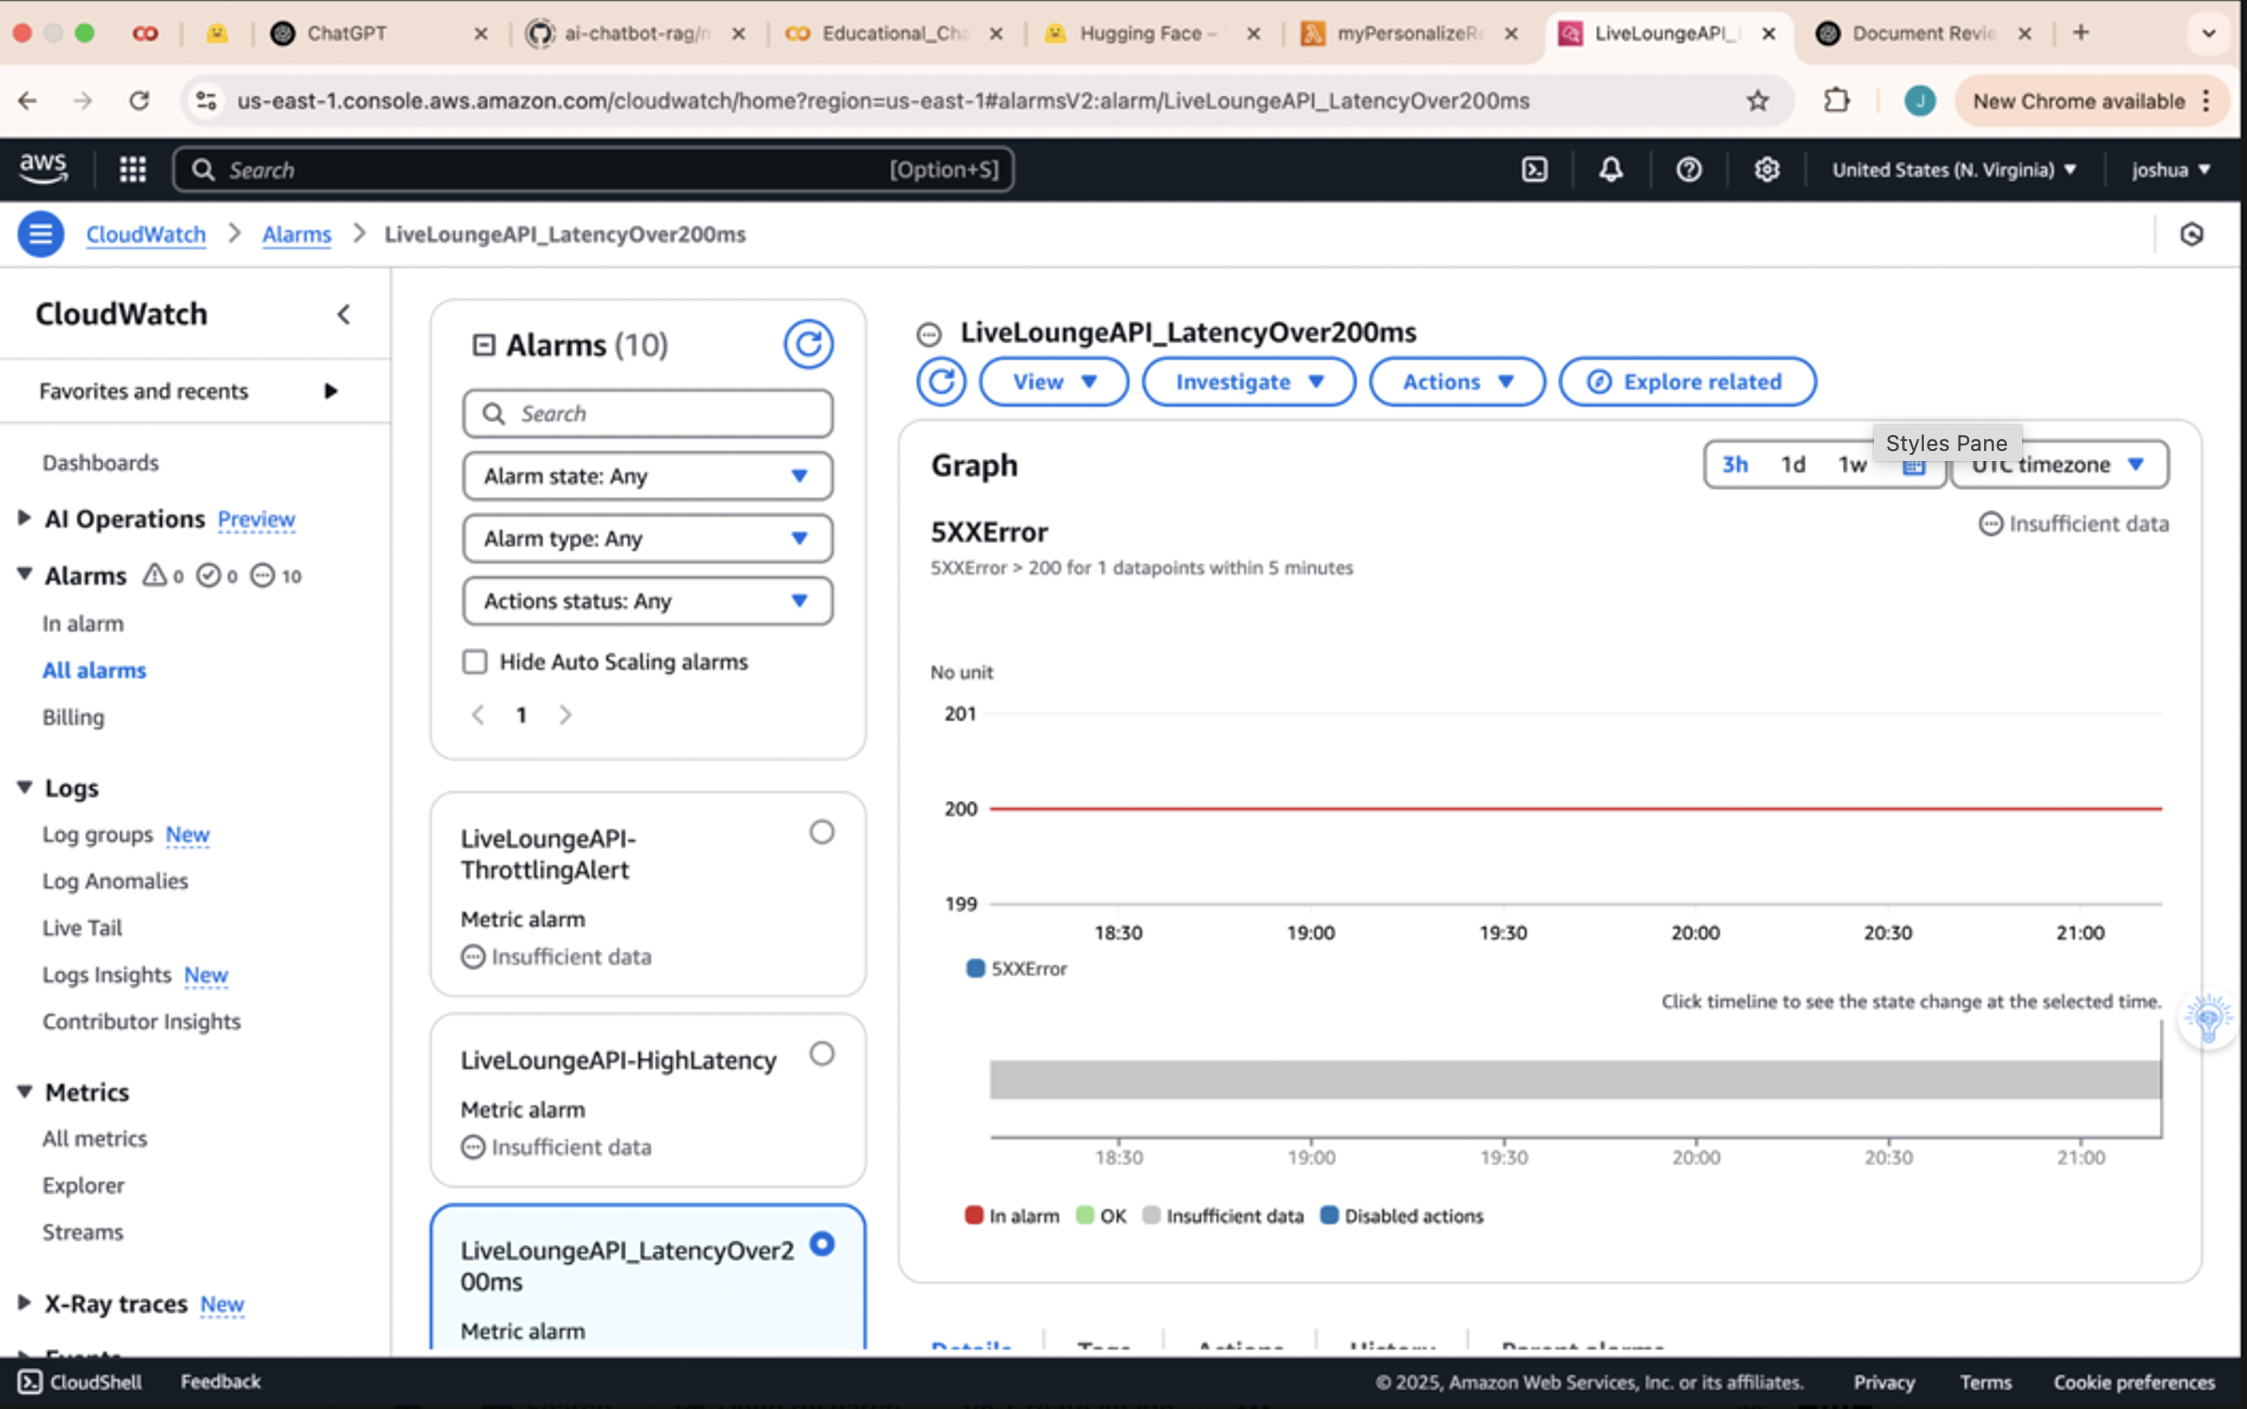 ChatGPT
ai-chatbot-rag/
Educational_Cha
Hugging Face –
myPersonalizeR
LiveLoungeAPI_
Document Revie
us-east-1.console.aws.amazon.com/cloudwatch/home?region=us-east-1#alarmsV2:alarm/LiveLoungeAPI_LatencyOver200ms
J
New Chrome available
aws
Search
[Option+S]
United States (N. Virginia)
joshua
CloudWatch > Alarms > LiveLoungeAPI_LatencyOver200ms
CloudWatch
Favorites and recents
Dashboards
AI Operations Preview
Alarms 0 0 10
In alarm
All alarms
Billing
Logs
Log groups New
Log Anomalies
Live Tail
Logs Insights New
Contributor Insights
Metrics
All metrics
Explorer
Streams
X-Ray traces New
Events
Alarms (10)
Search
Alarm state: Any
Alarm type: Any
Actions status: Any
Hide Auto Scaling alarms
1
LiveLoungeAPI-
ThrottlingAlert
Metric alarm
Insufficient data
LiveLoungeAPI-HighLatency
Metric alarm
Insufficient data
LiveLoungeAPI_LatencyOver2
00ms
Metric alarm
LiveLoungeAPI_LatencyOver200ms
View
Investigate
Actions
Explore related
Graph
3h 1d 1w
Styles Pane
UTC timezone
5XXError
Insufficient data
5XXError > 200 for 1 datapoints within 5 minutes
No unit
201
200
199
18:30 19:00 19:30 20:00 20:30 21:00
5XXError
Click timeline to see the state change at the selected time.
18:30 19:00 19:30 20:00 20:30 21:00
In alarm OK Insufficient data Disabled actions
Details Tags Actions History Parent alarms
CloudShell Feedback
© 2025, Amazon Web Services, Inc. or its affiliates. Privacy Terms Cookie preferences